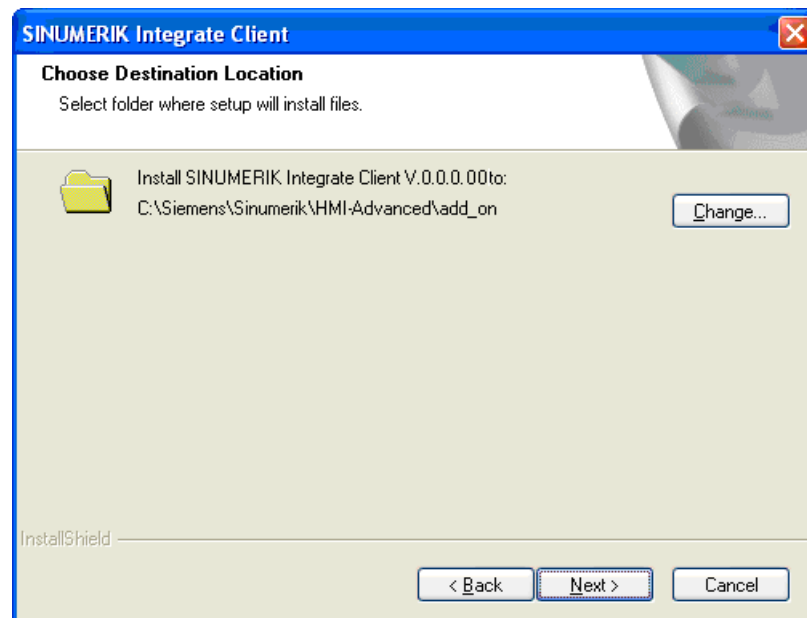 SINUMERIK Integrate Client
Choose Destination Location
Select folder where setup will install files.
Install SINUMERIK Integrate Client V.0.0.0.00to:
C:\Siemens\Sinumerik\HMI-Advanced\add_on
Change...
InstallShield
< Back Next > Cancel